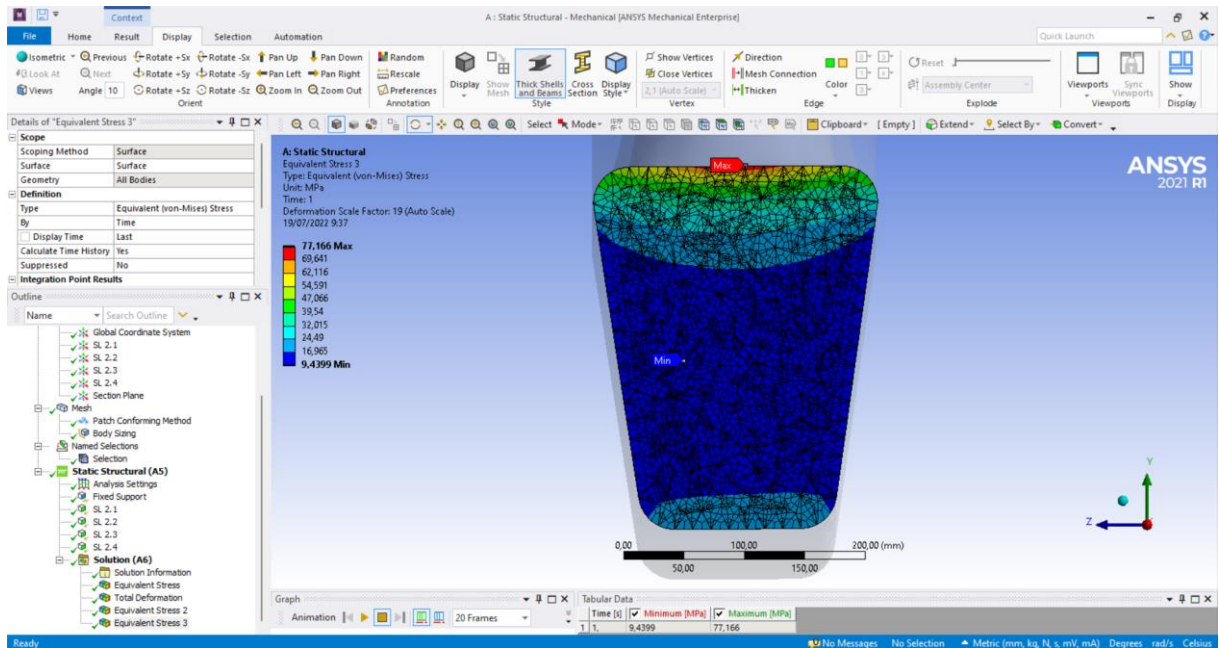 Context
A : Static Structural - Mechanical [ANSYS Mechanical Enterprise]
File Home Result Display Selection Automation
Quick Launch
Isometric Previous Rotate +Sx Rotate -Sx Pan Up Pan Down Random
Look At Next Rotate +Sy Rotate -Sy Pan Left Pan Right Rescale
Views Angle 10 Rotate +Sz Rotate -Sz Zoom In Zoom Out Preferences
Orient Annotation
Display Show Mesh Thick Shells and Beams Cross Section Display Style
Style
Show Vertices
Close Vertices
2,1 (Auto Scale)
Vertex
Direction
Mesh Connection
Thicken
Color
Edge
Reset
Assembly Center
Explode
Viewports Sync Viewports
Viewports
Show
Display
Details of "Equivalent Stress 3"
Select Mode Clipboard [ Empty ] Extend Select By Convert
Scope
Scoping Method Surface
Surface Surface
Geometry All Bodies
Definition
Type Equivalent (von-Mises) Stress
By Time
Display Time Last
Calculate Time History Yes
Suppressed No
Integration Point Results
Outline
Name Search Outline
Global Coordinate System
SL 2.1
SL 2.2
SL 2.3
SL 2.4
Section Plane
Mesh
Patch Conforming Method
Body Sizing
Named Selections
Selection
Static Structural (A5)
Analysis Settings
Fixed Support
SL 2.1
SL 2.2
SL 2.3
SL 2.4
Solution (A6)
Solution Information
Equivalent Stress
Total Deformation
Equivalent Stress 2
Equivalent Stress 3
A: Static Structural
Equivalent Stress 3
Type: Equivalent (von-Mises) Stress
Unit: MPa
Time: 1
Deformation Scale Factor: 19 (Auto Scale)
19/07/2022 9:37
77,166 Max
69,641
62,116
54,591
47,066
39,54
32,015
24,49
16,965
9,4399 Min
Max
Min
ANSYS
2021 R1
Y
Z
0,00 100,00 200,00 (mm)
50,00 150,00
Graph
Animation 20 Frames
Tabular Data
Time [s] Minimum [MPa] Maximum [MPa]
1 1, 9,4399 77,166
Ready
No Messages No Selection Metric (mm, kg, N, s, mV, mA) Degrees rad/s Celsius